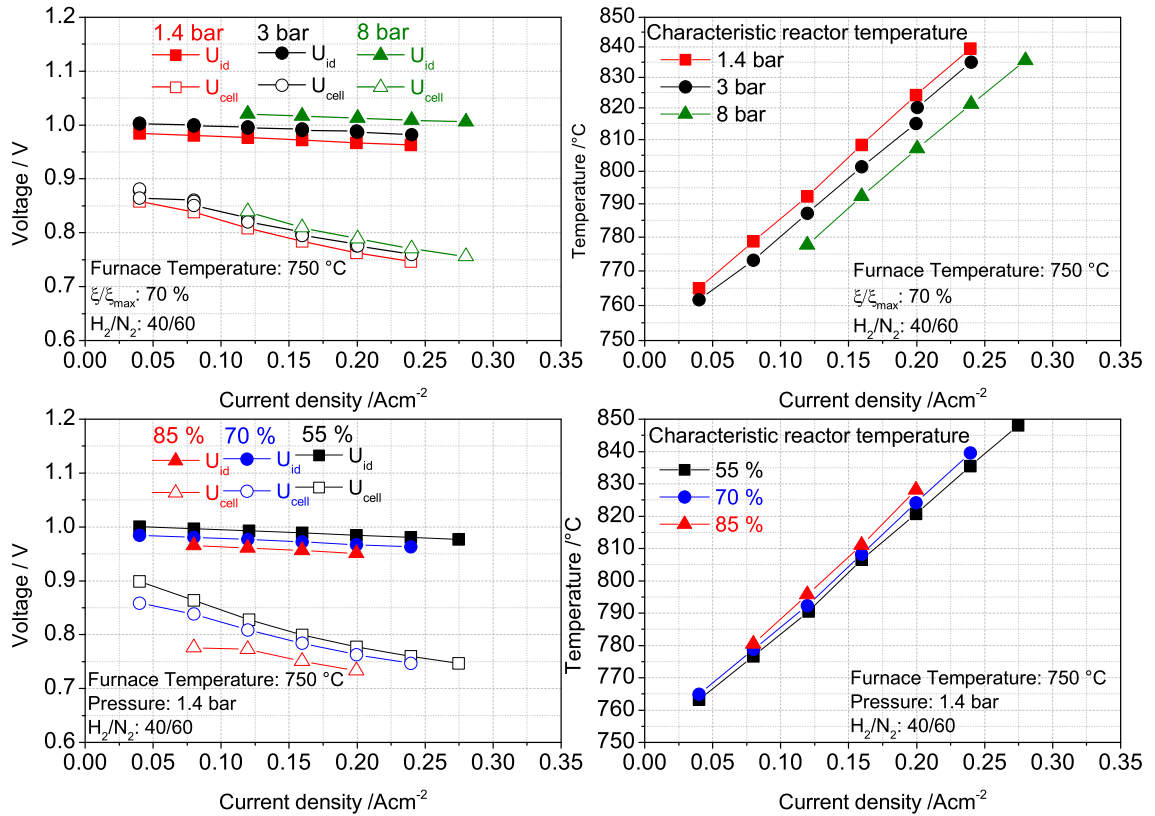 1.4 bar 3 bar 8 bar
U_id U_id U_id
U_cell U_cell U_cell
1.2
1.1
1.0
0.9
0.8
0.7
0.6
Voltage / V
Furnace Temperature: 750 °C
ξ/ξ_max: 70 %
H_2/N_2: 40/60
0.00 0.05 0.10 0.15 0.20 0.25 0.30 0.35
Current density /Acm^-2
Characteristic reactor temperature
1.4 bar
3 bar
8 bar
850
840
830
820
810
800
790
780
770
760
750
Temperature /°C
Furnace Temperature: 750 °C
ξ/ξ_max: 70 %
H_2/N_2: 40/60
0.00 0.05 0.10 0.15 0.20 0.25 0.30 0.35
Current density /Acm^-2
85 % 70 % 55 %
U_id U_id U_id
U_cell U_cell U_cell
1.2
1.1
1.0
0.9
0.8
0.7
0.6
Voltage / V
Furnace Temperature: 750 °C
Pressure: 1.4 bar
H_2/N_2: 40/60
0.00 0.05 0.10 0.15 0.20 0.25 0.30 0.35
Current density /Acm^-2
Characteristic reactor temperature
55 %
70 %
85 %
850
840
830
820
810
800
790
780
770
760
750
Temperature /°C
Furnace Temperature: 750 °C
Pressure: 1.4 bar
H_2/N_2: 40/60
0.00 0.05 0.10 0.15 0.20 0.25 0.30 0.35
Current density /Acm^-2